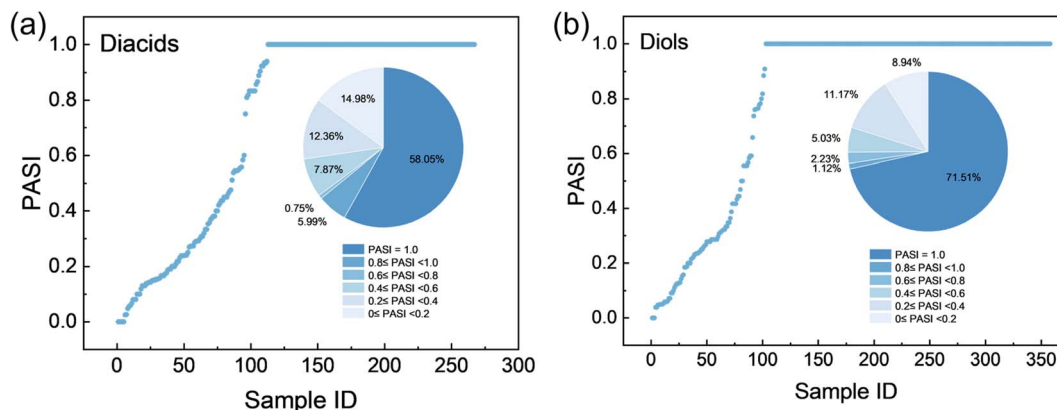 (a)
Diacids
PASI
1.0
0.8
0.6
0.4
0.2
0.0
14.98%
12.36%
7.87%
0.75%
5.99%
58.05%
PASI = 1.0
0.8≤ PASI <1.0
0.6≤ PASI <0.8
0.4≤ PASI <0.6
0.2≤ PASI <0.4
0≤ PASI <0.2
0 50 100 150 200 250 300
Sample ID
(b)
Diols
PASI
1.0
0.8
0.6
0.4
0.2
0.0
8.94%
11.17%
5.03%
2.23%
1.12%
71.51%
PASI = 1.0
0.8≤ PASI <1.0
0.6≤ PASI <0.8
0.4≤ PASI <0.6
0.2≤ PASI <0.4
0≤ PASI <0.2
0 50 100 150 200 250 300 350
Sample ID